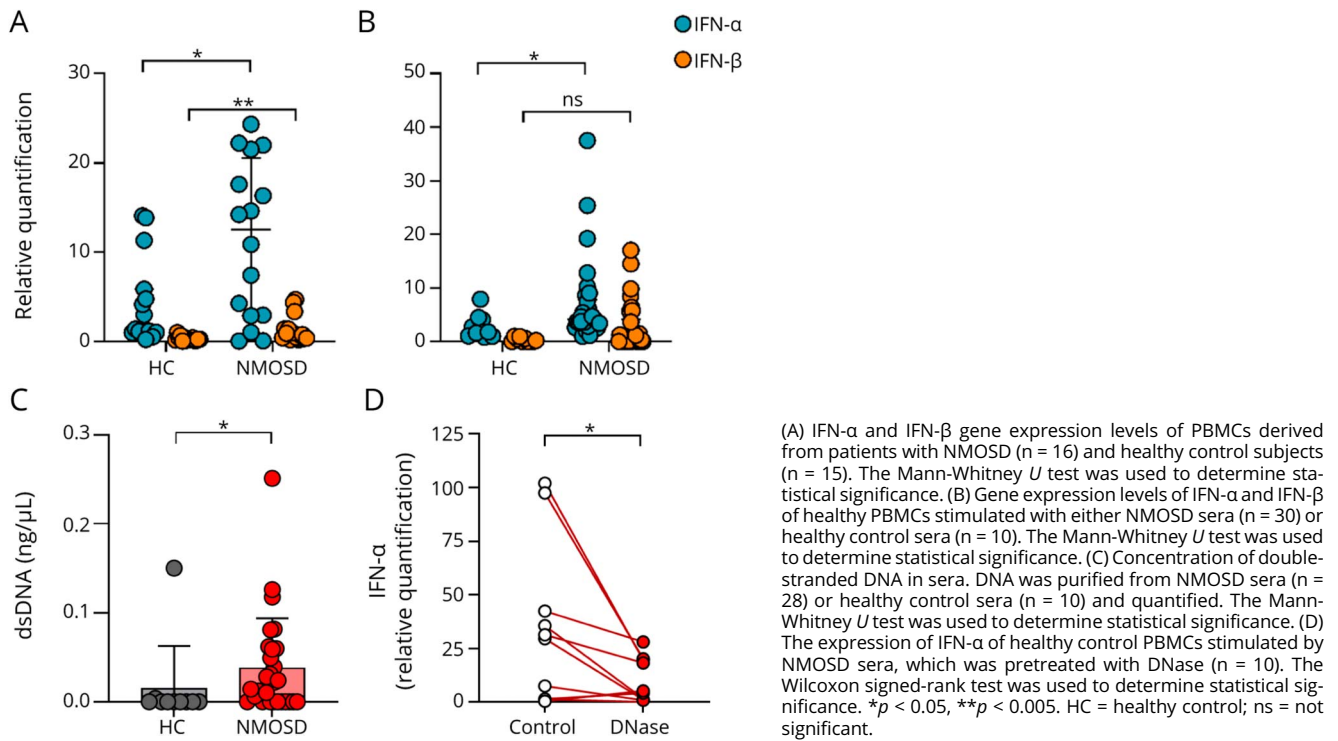 A
B
IFN-α
IFN-β
Relative quantification
30
20
10
0
*
**
HC
NMOSD
50
40
30
20
10
0
*
ns
HC
NMOSD
C
D
dsDNA (ng/μL)
0.3
0.2
0.1
0.0
*
HC
NMOSD
IFN-α
(relative quantification)
125
100
75
50
25
0
*
Control
DNase
(A) IFN-α and IFN-β gene expression levels of PBMCs derived
from patients with NMOSD (n = 16) and healthy control subjects
(n = 15). The Mann-Whitney U test was used to determine sta-
tistical significance. (B) Gene expression levels of IFN-α and IFN-β
of healthy PBMCs stimulated with either NMOSD sera (n = 30) or
healthy control sera (n = 10). The Mann-Whitney U test was used
to determine statistical significance. (C) Concentration of double-
stranded DNA in sera. DNA was purified from NMOSD sera (n =
28) or healthy control sera (n = 10) and quantified. The Mann-
Whitney U test was used to determine statistical significance. (D)
The expression of IFN-α of healthy control PBMCs stimulated by
NMOSD sera, which was pretreated with DNase (n = 10). The
Wilcoxon signed-rank test was used to determine statistical sig-
nificance. *p < 0.05, **p < 0.005. HC = healthy control; ns = not
significant.